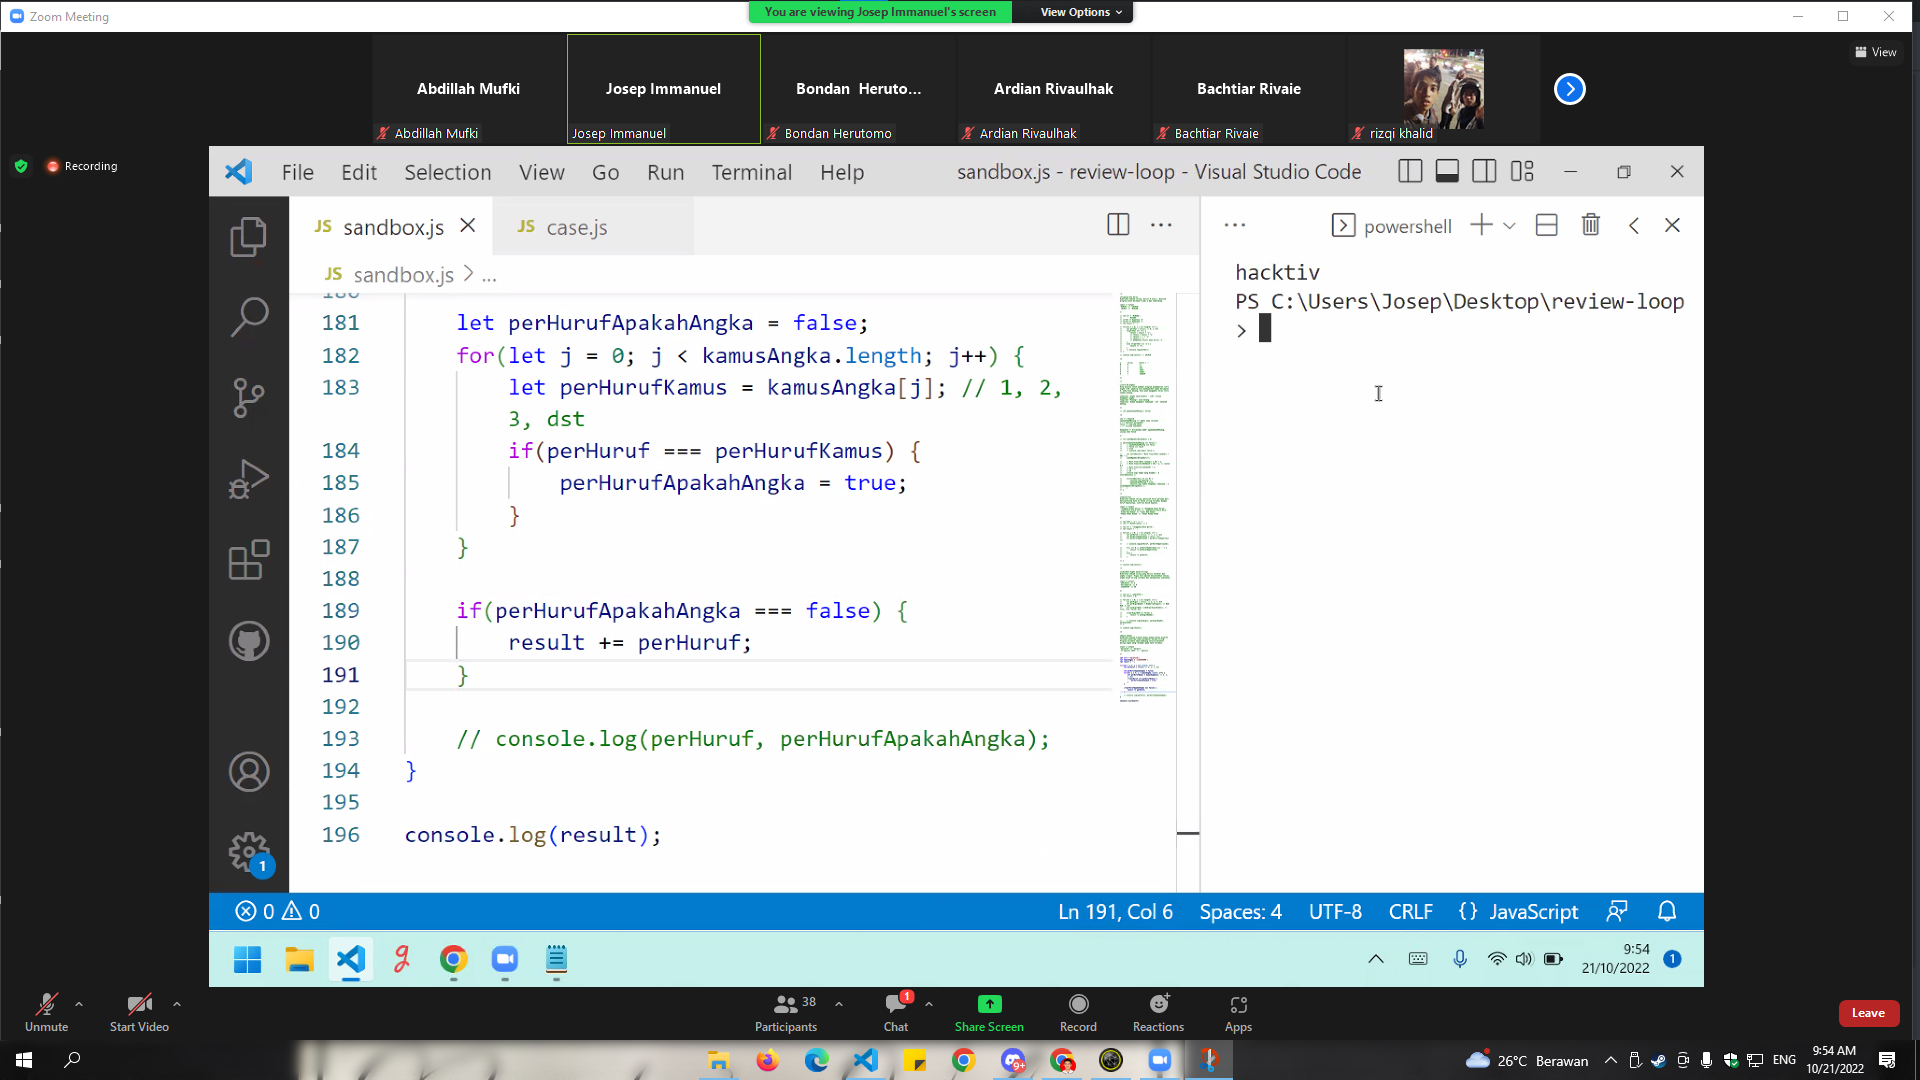 Zoom Meeting
You are viewing Josep Immanuel's screen
View Options
View
Abdillah Mufki
Josep Immanuel
Bondan Heruto...
Ardian Rivaulhak
Bachtiar Rivaie
Abdillah Mufki
Josep Immanuel
Bondan Herutomo
Ardian Rivaulhak
Bachtiar Rivaie
rizqi khalid
Recording
File Edit Selection View Go Run Terminal Help
sandbox.js - review-loop - Visual Studio Code
JS sandbox.js
JS case.js
powershell
JS sandbox.js > ...
hacktiv
PS C:\Users\Josep\Desktop\review-loop
>
181 let perHurufApakahAngka = false;
182 for(let j = 0; j < kamusAngka.length; j++) {
183 let perHurufKamus = kamusAngka[j]; // 1, 2,
3, dst
184 if(perHuruf === perHurufKamus) {
185 perHurufApakahAngka = true;
186 }
187 }
188
189 if(perHurufApakahAngka === false) {
190 result += perHuruf;
191 }
192
193 // console.log(perHuruf, perHurufApakahAngka);
194 }
195
196 console.log(result);
1
0 0
Ln 191, Col 6 Spaces: 4 UTF-8 CRLF {} JavaScript
9:54
21/10/2022
1
Unmute
Start Video
Participants 38
Chat 1
Share Screen
Record
Reactions
Apps
Leave
9+
26°C Berawan
ENG
9:54 AM
10/21/2022